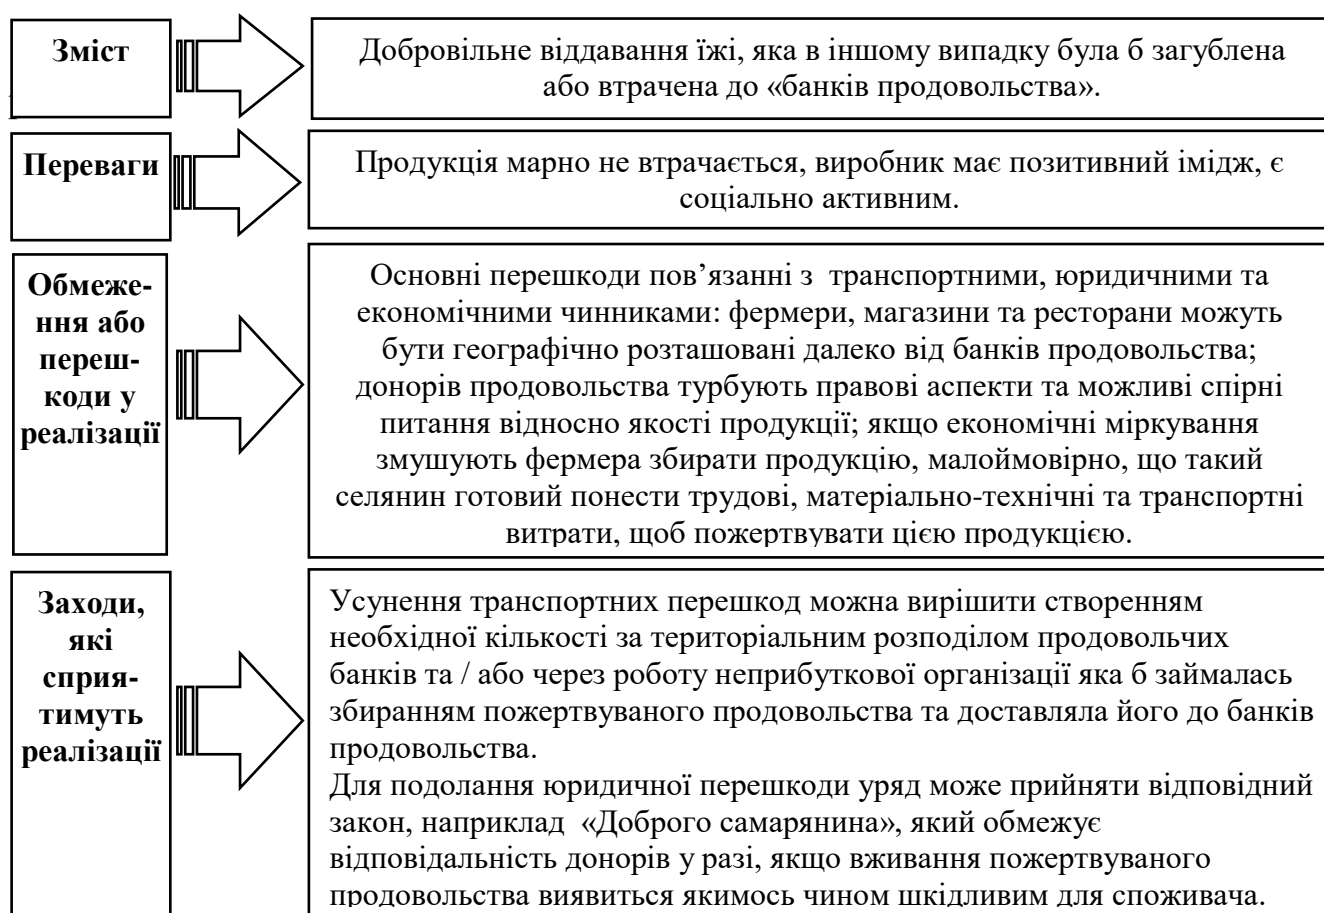 Зміст
Добровільне віддавання їжі, яка в іншому випадку була б загублена
або втрачена до «банків продовольства».
Переваги
Продукція марно не втрачається, виробник має позитивний імідж, є
соціально активним.
Обмеже-
ння або
переш-
коди у
реалізації
Основні перешкоди пов’язанні з  транспортними, юридичними та
економічними чинниками: фермери, магазини та ресторани можуть
бути географічно розташовані далеко від банків продовольства;
донорів продовольства турбують правові аспекти та можливі спірні
питання відносно якості продукції; якщо економічні міркування
змушують фермера збирати продукцію, малоймовірно, що такий
селянин готовий понести трудові, матеріально-технічні та транспортні
витрати, щоб пожертвувати цією продукцією.
Заходи,
які
сприя-
тимуть
реалізації
Усунення транспортних перешкод можна вирішити створенням
необхідної кількості за територіальним розподілом продовольчих
банків та / або через роботу неприбуткової організації яка б займалась
збиранням пожертвуваного продовольства та доставляла його до банків
продовольства.
Для подолання юридичної перешкоди уряд може прийняти відповідний
закон, наприклад  «Доброго самарянина», який обмежує
відповідальність донорів у разі, якщо вживання пожертвуваного
продовольства виявиться якимось чином шкідливим для споживача.